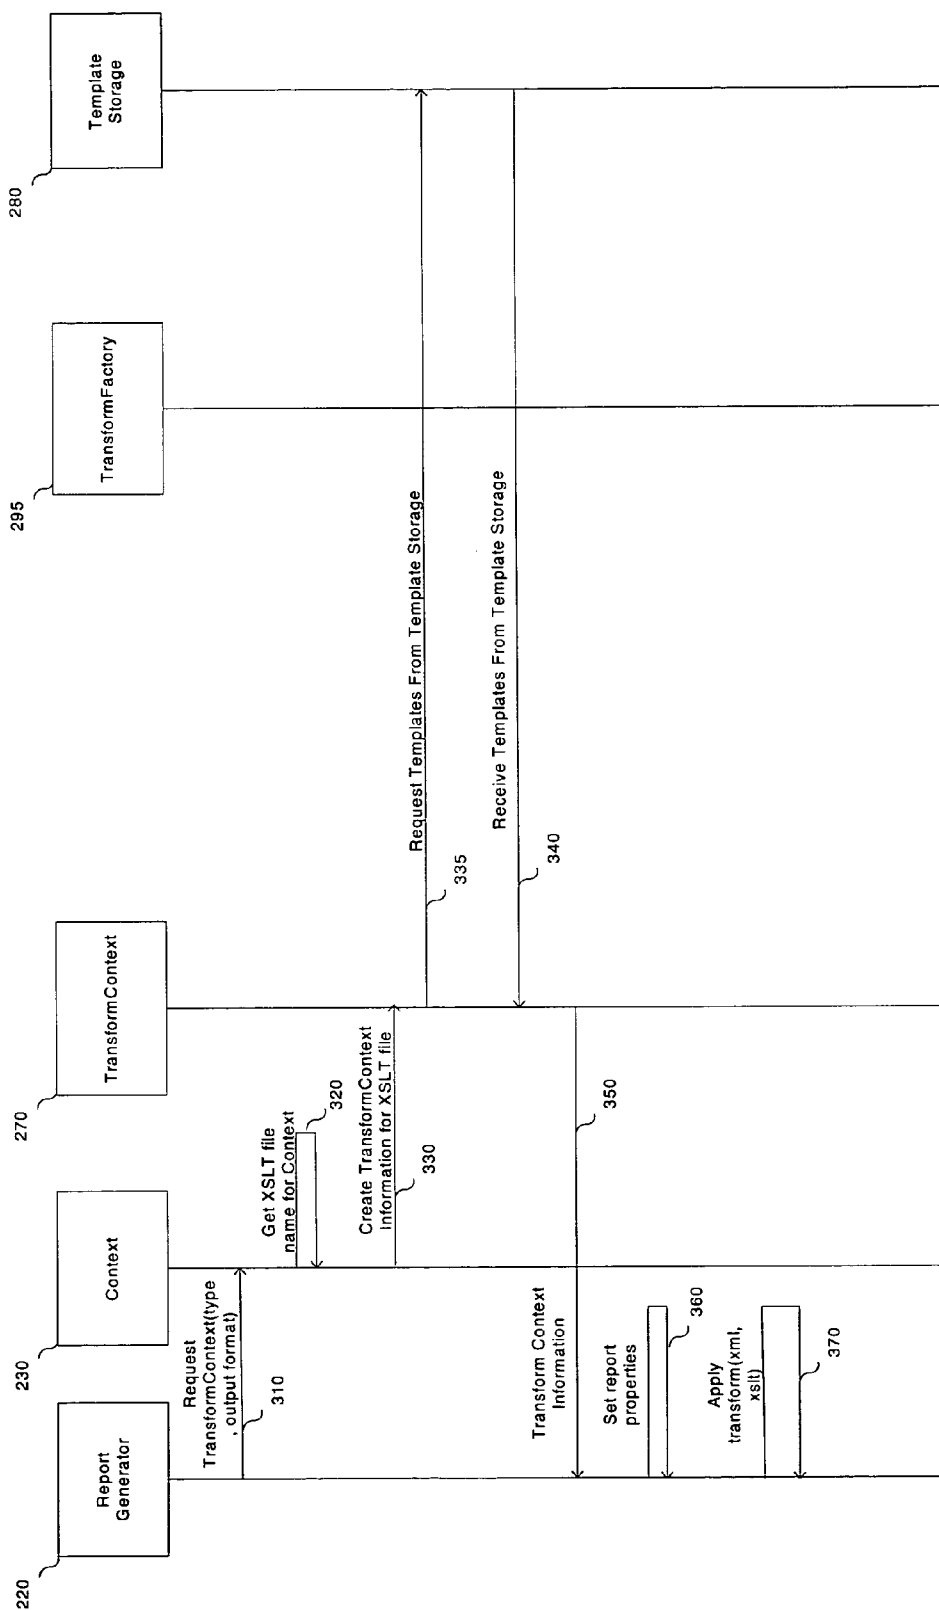 220
Report
Generator
230
Context
270
TransformContext
295
TransformFactory
280
Template
Storage
Request
TransformContext(type
, output format)
310
Get XSLT file
name for Context
320
Create TransformContext
Information for XSLT file
330
Request Templates From Template Storage
335
Receive Templates From Template Storage
340
Transform Context
Information
350
Set report
properties
360
Apply
transform(xml,
xslt)
370